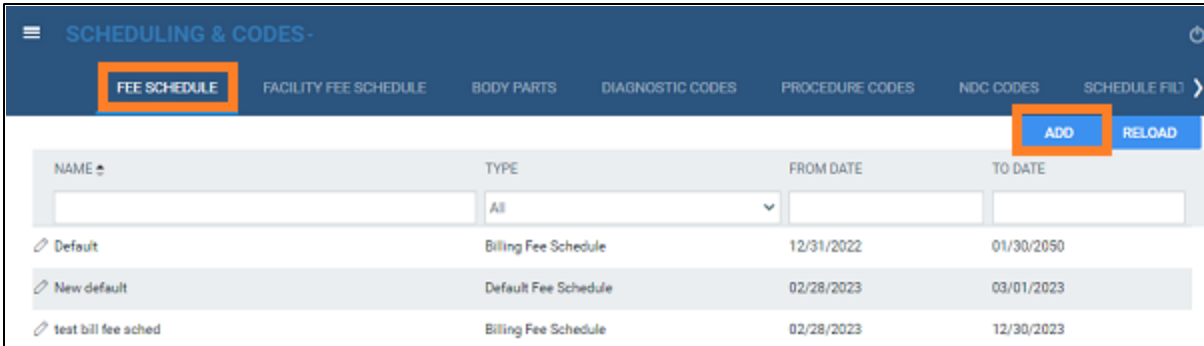 SCHEDULING & CODES-
FEE SCHEDULE FACILITY FEE SCHEDULE BODY PARTS DIAGNOSTIC CODES PROCEDURE CODES NDC CODES SCHEDULE FILT
ADD RELOAD
NAME TYPE FROM DATE TO DATE
All
Default Billing Fee Schedule 12/31/2022 01/30/2050
New default Default Fee Schedule 02/28/2023 03/01/2023
test bill fee sched Billing Fee Schedule 02/28/2023 12/30/2023